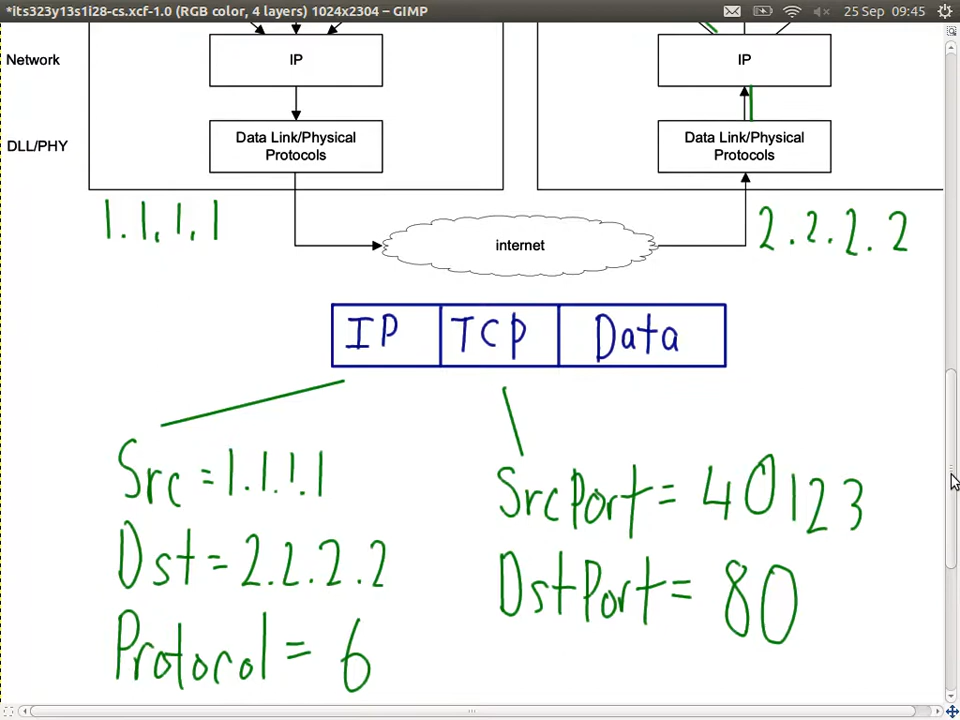 *its323y13s1i28-cs.xcf-1.0 (RGB color, 4 layers) 1024x2304 – GIMP
25 Sep 09:45
Network
IP
IP
DLL/PHY
Data Link/Physical
Protocols
Data Link/Physical
Protocols
1.1.1.1
internet
2.2.2.2
IP TCP Data
Src = 1.1.1.1
Dst = 2.2.2.2
Protocol = 6
SrcPort = 40123
DstPort = 80